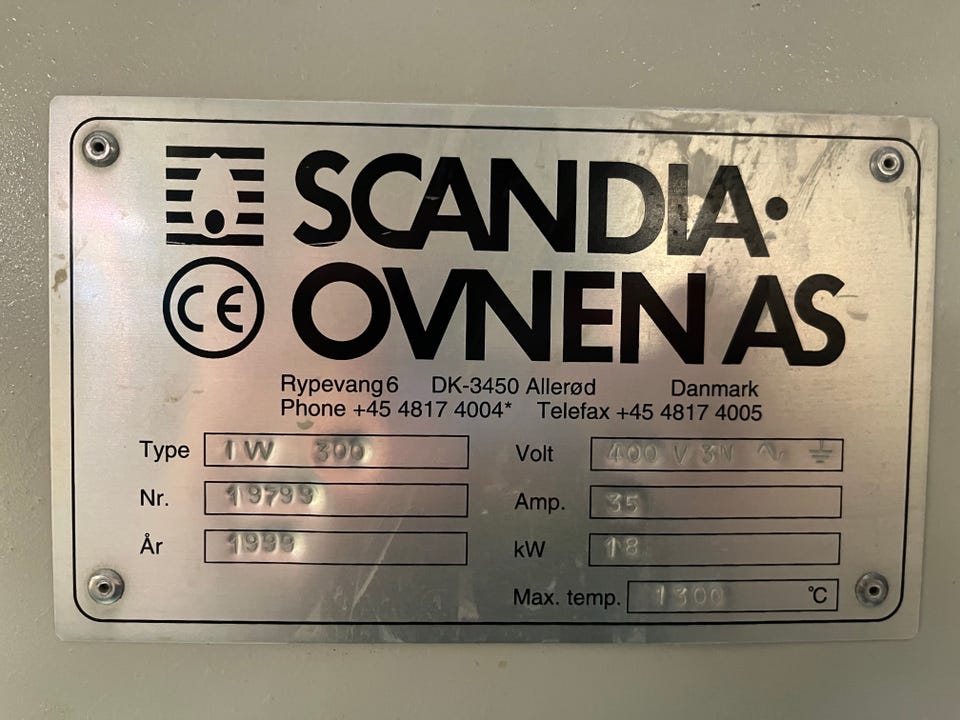 SCANDIA·
CE OVNEN AS
Rypevang 6 DK-3450 Allerød Danmark
Phone +45 4817 4004* Telefax +45 4817 4005
Type IW 300
Volt 400 V 3N ~ ⏚
Nr. 19799
Amp. 35
År 1999
kW 18
Max. temp. 1300 °C